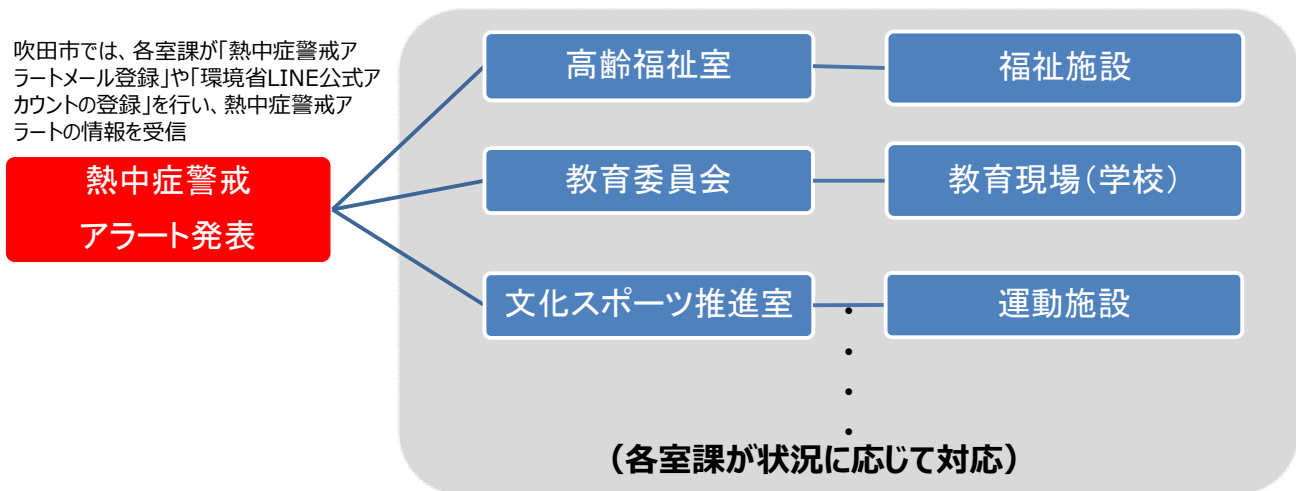 吹田市では、各室課が「熱中症警戒ア
ラートメール登録」や「環境省LINE公式ア
カウントの登録」を行い、熱中症警戒ア
ラートの情報を受信
熱中症警戒
アラート発表
高齢福祉室
福祉施設
教育委員会
教育現場(学校)
文化スポーツ推進室
運動施設
・
・
・
・
(各室課が状況に応じて対応)